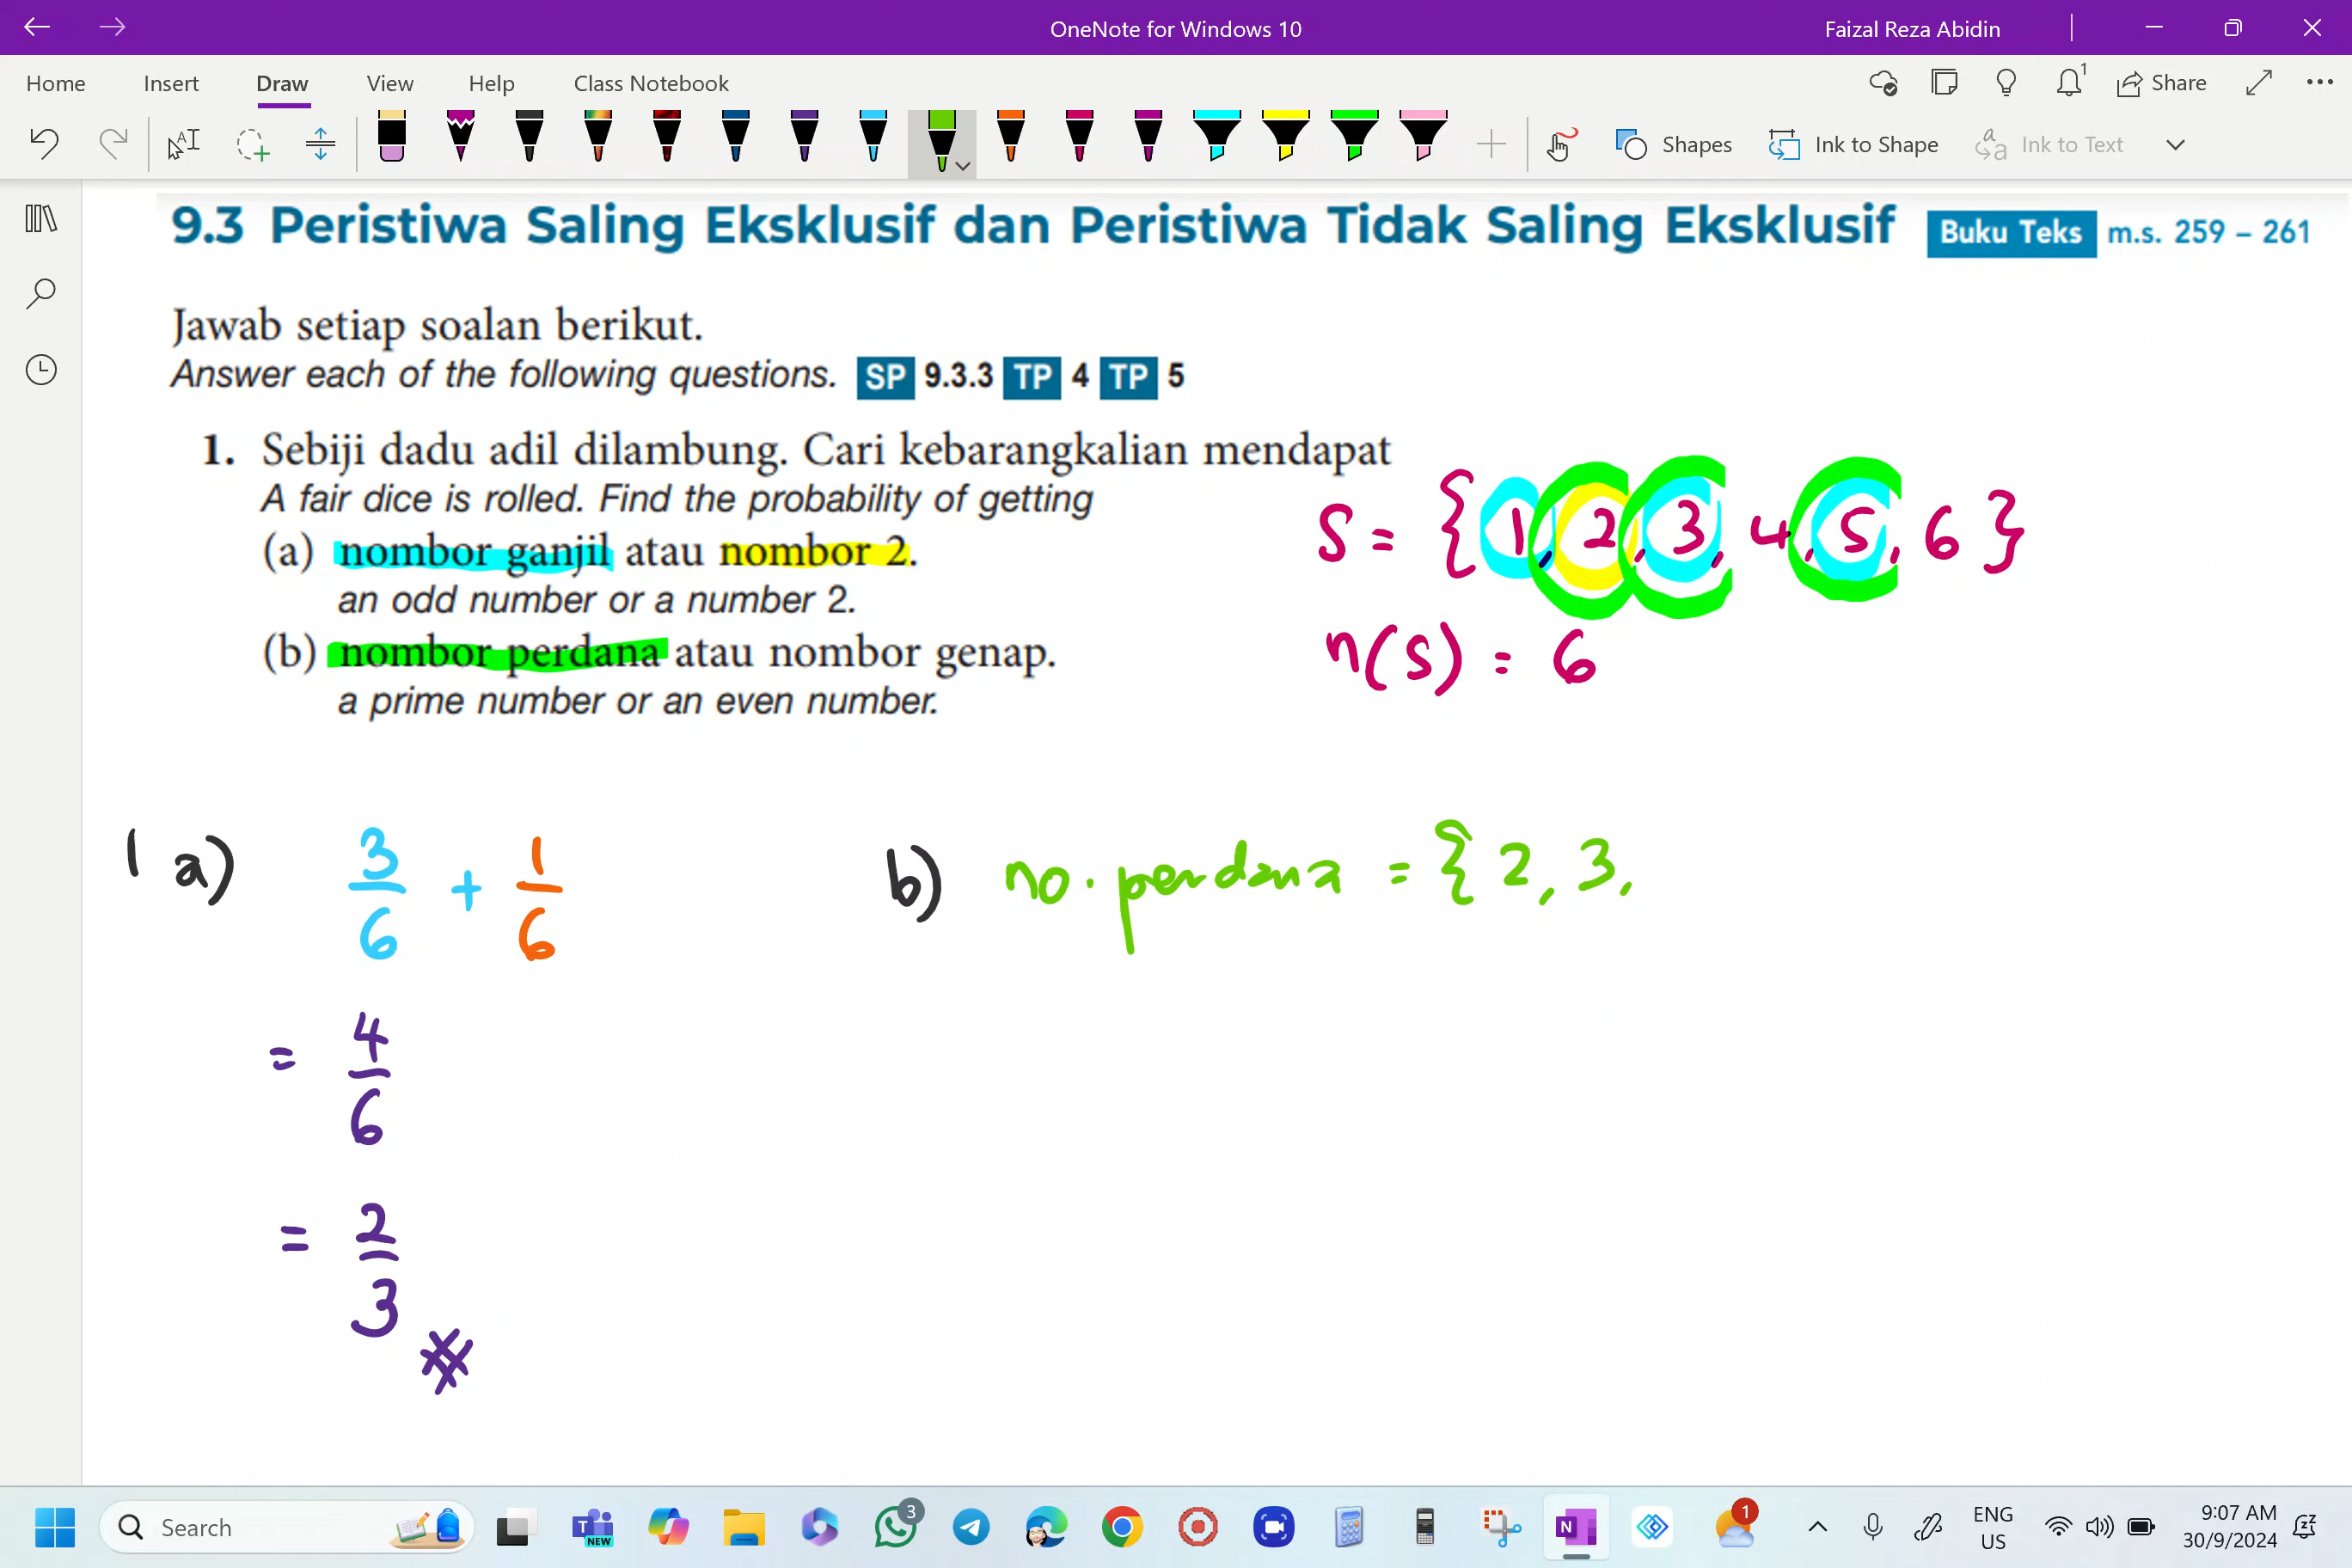 OneNote for Windows 10
Faizal Reza Abidin
Home Insert Draw View Help Class Notebook
1
Share
Shapes Ink to Shape Ink to Text
9.3 Peristiwa Saling Eksklusif dan Peristiwa Tidak Saling Eksklusif Buku Teks m.s. 259 – 261
Jawab setiap soalan berikut.
Answer each of the following questions. SP 9.3.3 TP 4 TP 5
1. Sebiji dadu adil dilambung. Cari kebarangkalian mendapat
A fair dice is rolled. Find the probability of getting
(a) nombor ganjil atau nombor 2.
an odd number or a number 2.
(b) nombor perdana atau nombor genap.
a prime number or an even number.
S = { 1, 2, 3, 4, 5, 6 }
n(S) = 6
1 a) 3/6 + 1/6
= 4/6
= 2/3
b) no. perdana = { 2, 3,
Search
NEW
3
1
ENG
US
9:07 AM
30/9/2024